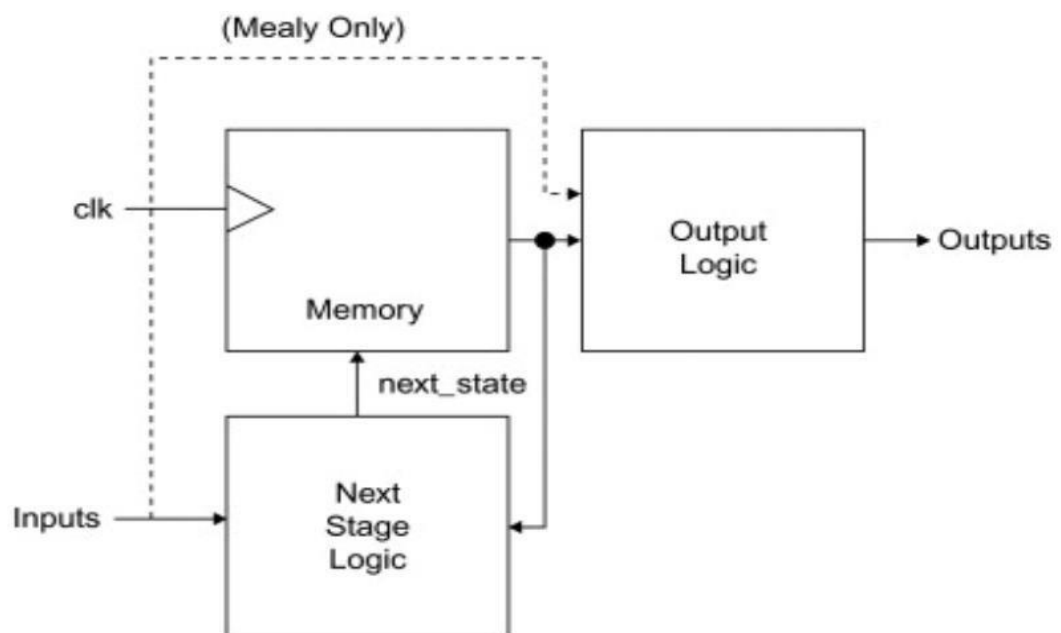 (Mealy Only)
clk
Memory
Output
Logic
Outputs
next_state
Inputs
Next
Stage
Logic